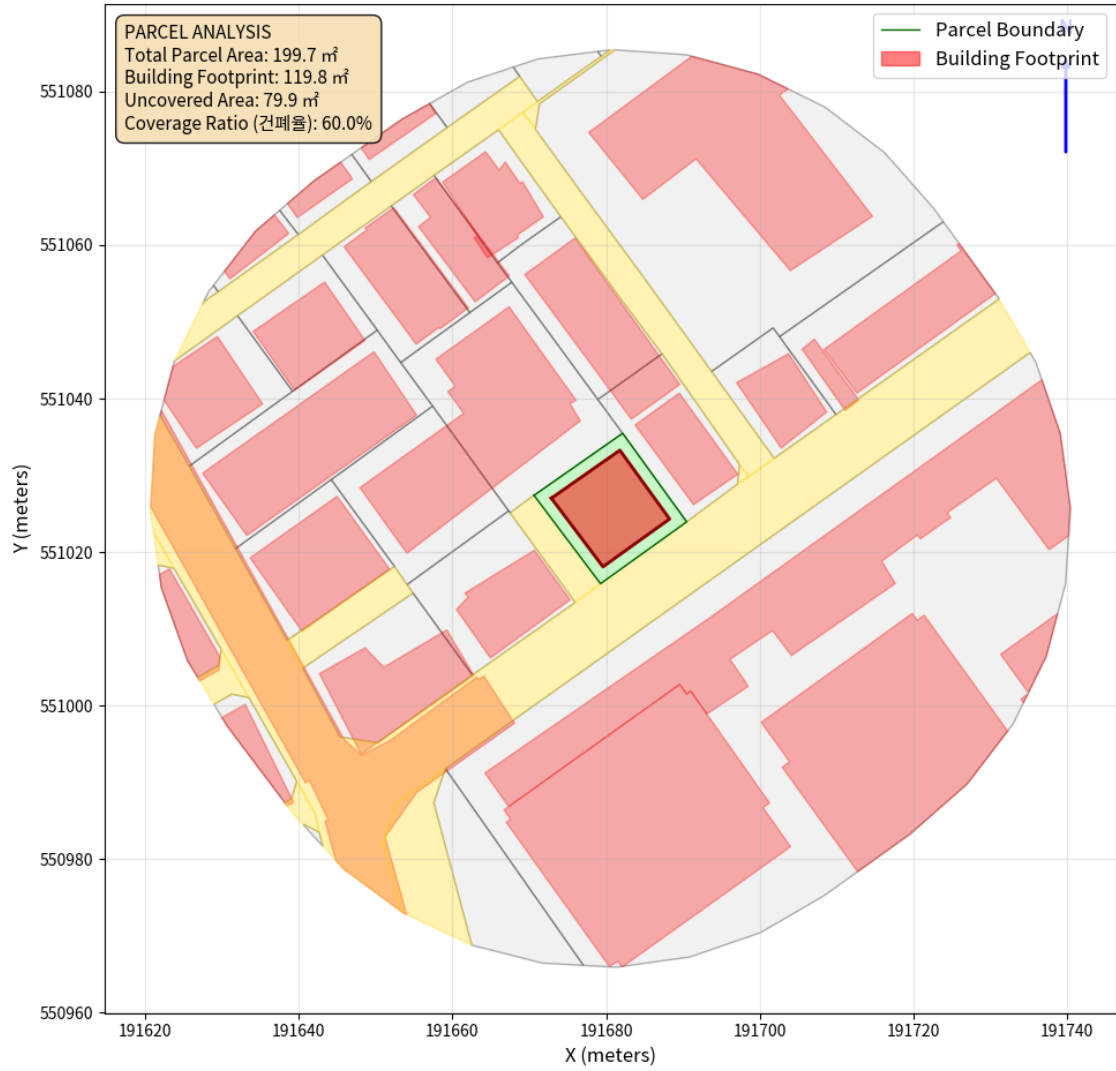 PARCEL ANALYSIS
Total Parcel Area: 199.7 ㎡
Building Footprint: 119.8 ㎡
Uncovered Area: 79.9 ㎡
Coverage Ratio (건폐율): 60.0%
N
Parcel Boundary
Building Footprint
551080
551060
551040
551020
551000
550980
550960
Y (meters)
191620
191640
191660
191680
191700
191720
191740
X (meters)